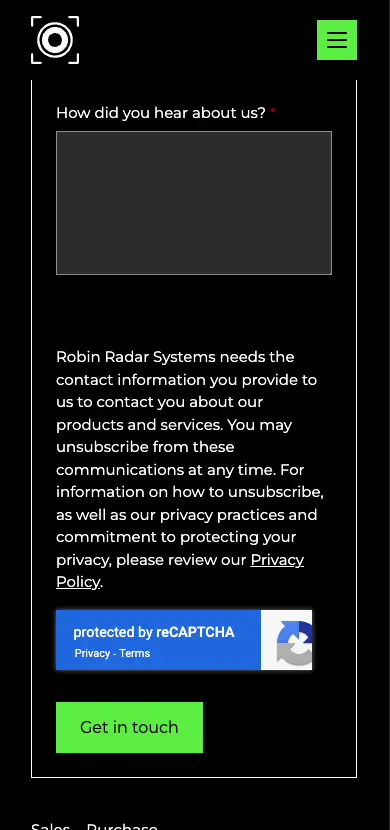 How did you hear about us? *
Robin Radar Systems needs the
contact information you provide to
us to contact you about our
products and services. You may
unsubscribe from these
communications at any time. For
information on how to unsubscribe,
as well as our privacy practices and
commitment to protecting your
privacy, please review our Privacy
Policy.
protected by reCAPTCHA
Privacy - Terms
Get in touch
Sales – Purchase